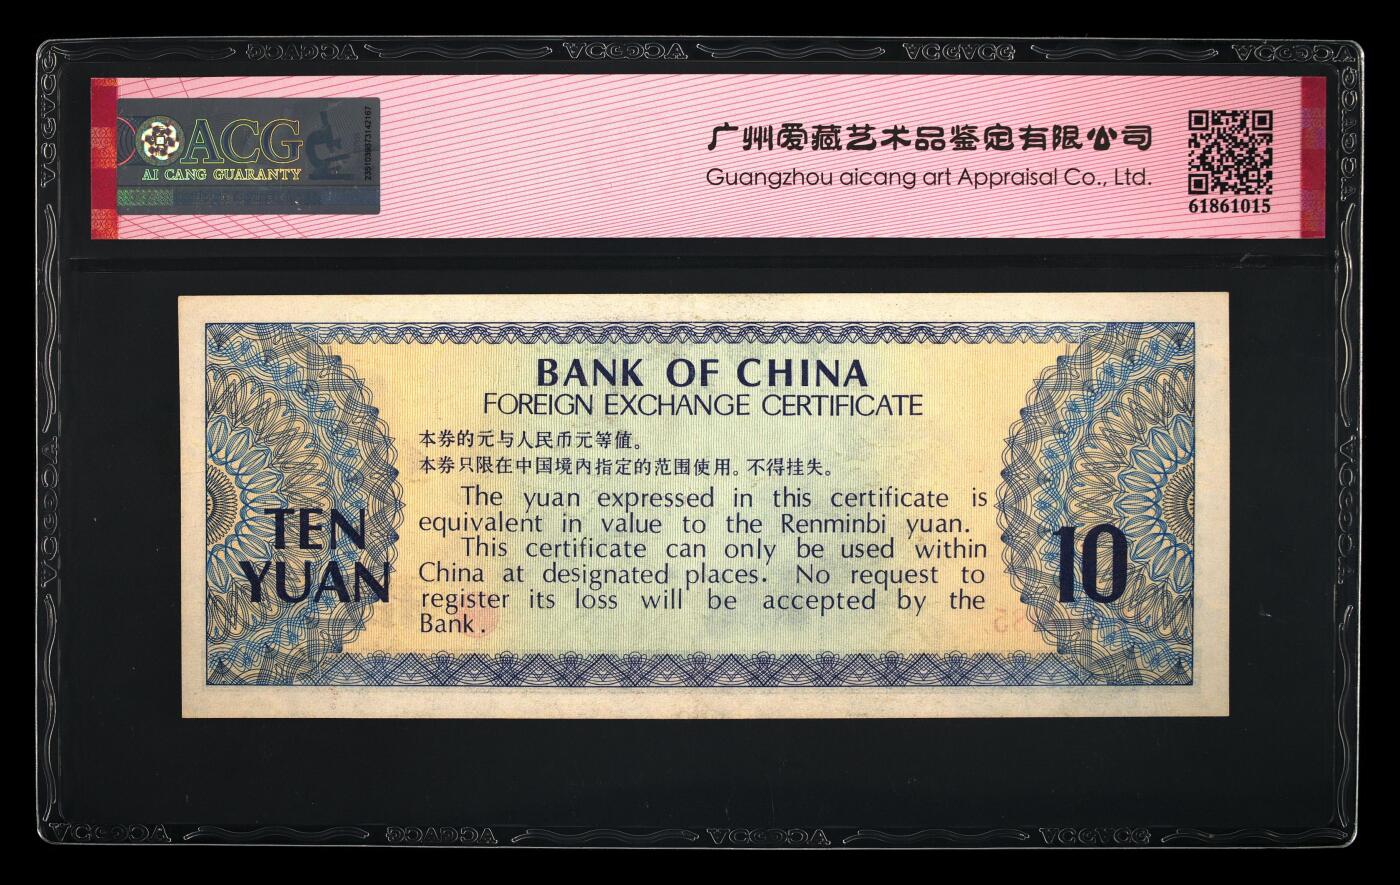 ACG
AI CANG GUARANTY
广州爱藏艺术品鉴定有限公司
Guangzhou aicang art Appraisal Co., Ltd.
61861015
BANK OF CHINA
FOREIGN EXCHANGE CERTIFICATE
本券的元与人民币元等值。
本券只限在中国境内指定的范围使用。不得挂失。
The yuan expressed in this certificate is
equivalent in value to the Renminbi yuan.
This certificate can only be used within
China at designated places. No request to
register its loss will be accepted by the
Bank.
TEN
YUAN
10